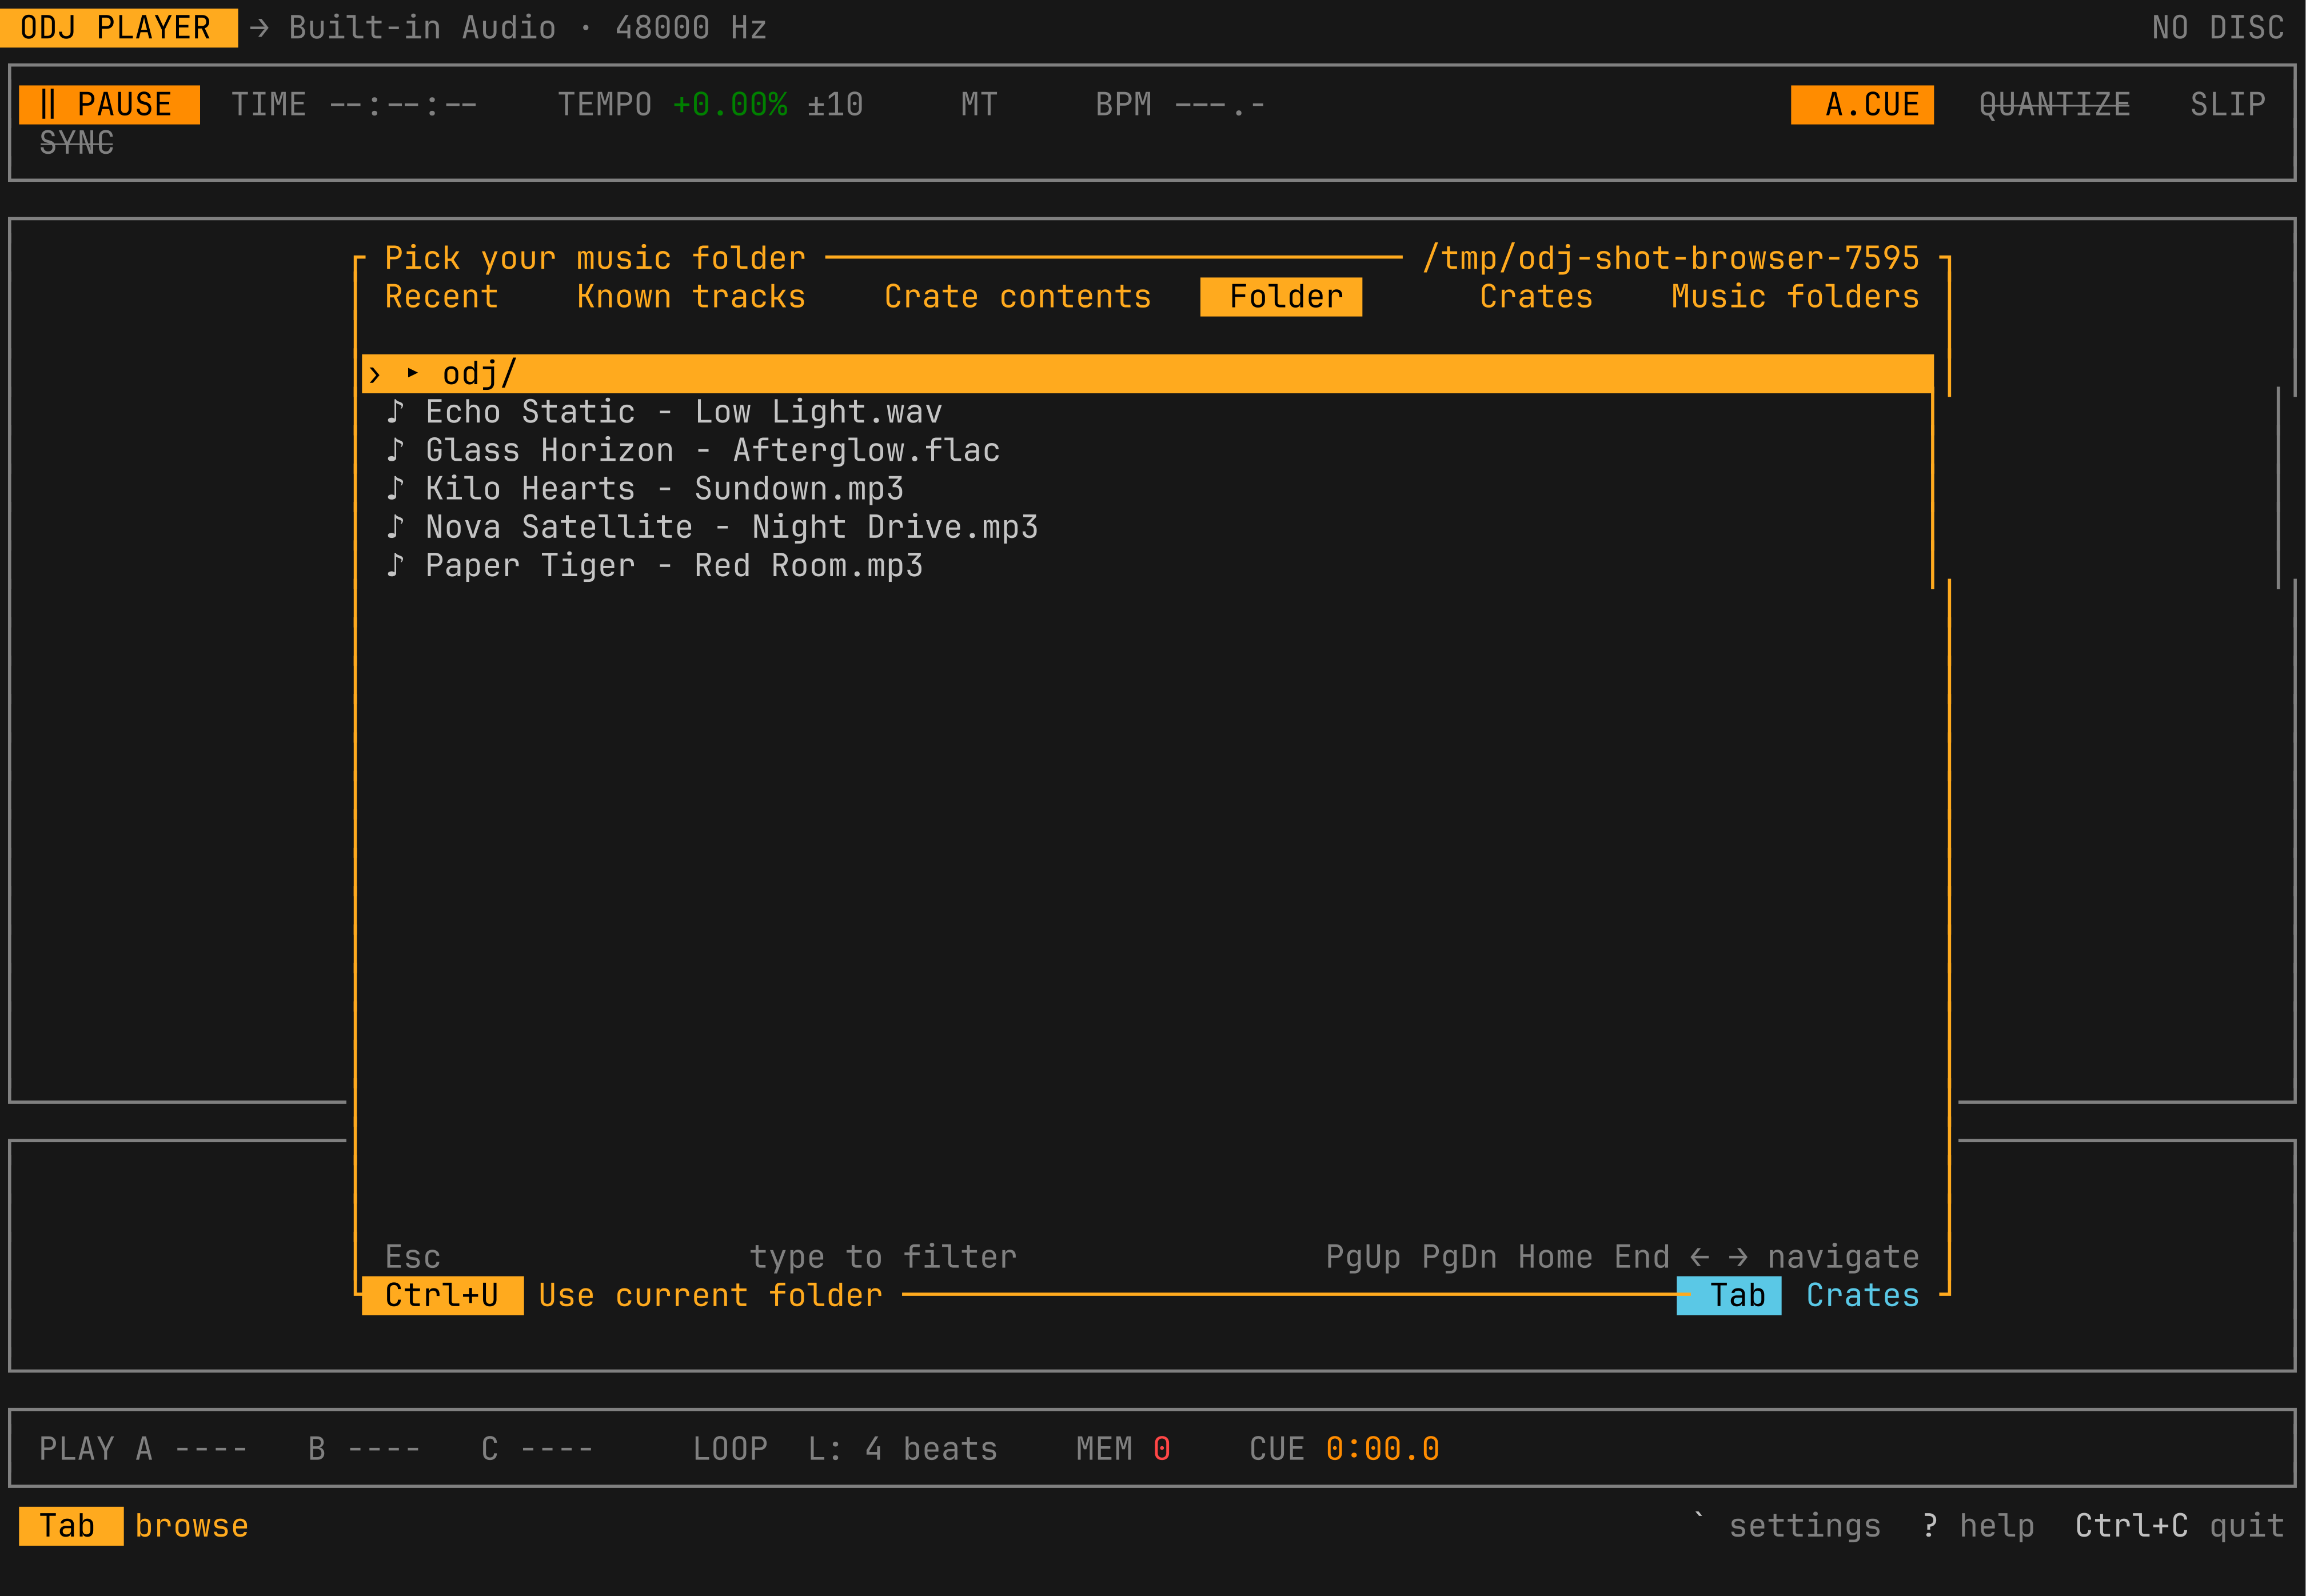 ODJ PLAYER → Built-in Audio · 48000 Hz NO DISC
‖ PAUSE TIME --:--:-- TEMPO +0.00% ±10 MT BPM ---.- A.CUE QUANTIZE SLIP
SYNC
Pick your music folder /tmp/odj-shot-browser-7595
Recent Known tracks Crate contents Folder Crates Music folders
› ▸ odj/
♪ Echo Static - Low Light.wav
♪ Glass Horizon - Afterglow.flac
♪ Kilo Hearts - Sundown.mp3
♪ Nova Satellite - Night Drive.mp3
♪ Paper Tiger - Red Room.mp3
Esc type to filter PgUp PgDn Home End ← → navigate
Ctrl+U Use current folder Tab Crates
PLAY A ---- B ---- C ---- LOOP L: 4 beats MEM 0 CUE 0:00.0
Tab browse ` settings ? help Ctrl+C quit